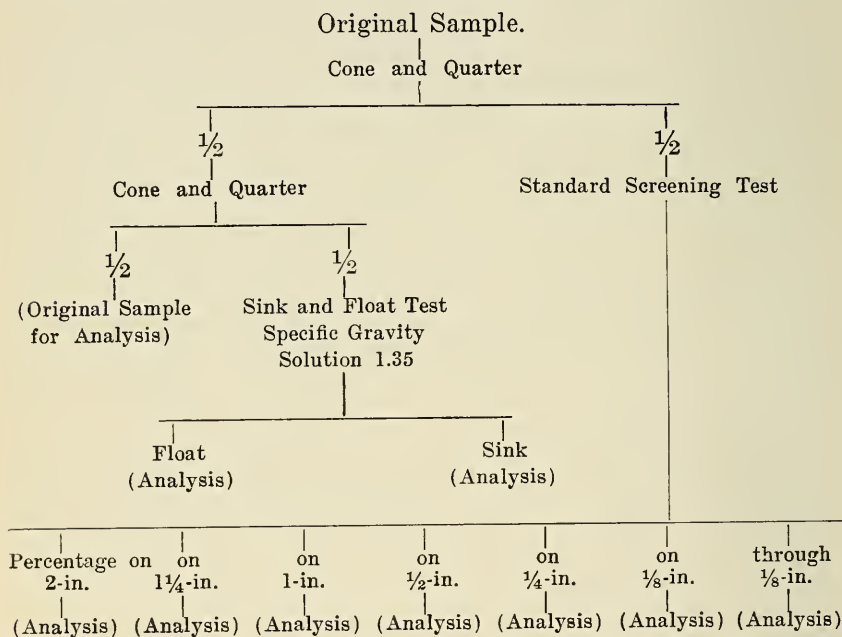 Original Sample.
Cone and Quarter
½ ½
Cone and Quarter Standard Screening Test
½ ½
(Original Sample Sink and Float Test
for Analysis) Specific Gravity
Solution 1.35
Float Sink
(Analysis) (Analysis)
Percentage on on on on on on through
2-in. 1¼-in. 1-in. ½-in. ¼-in. ⅛-in. ⅛-in.
(Analysis) (Analysis) (Analysis) (Analysis) (Analysis) (Analysis) (Analysis)